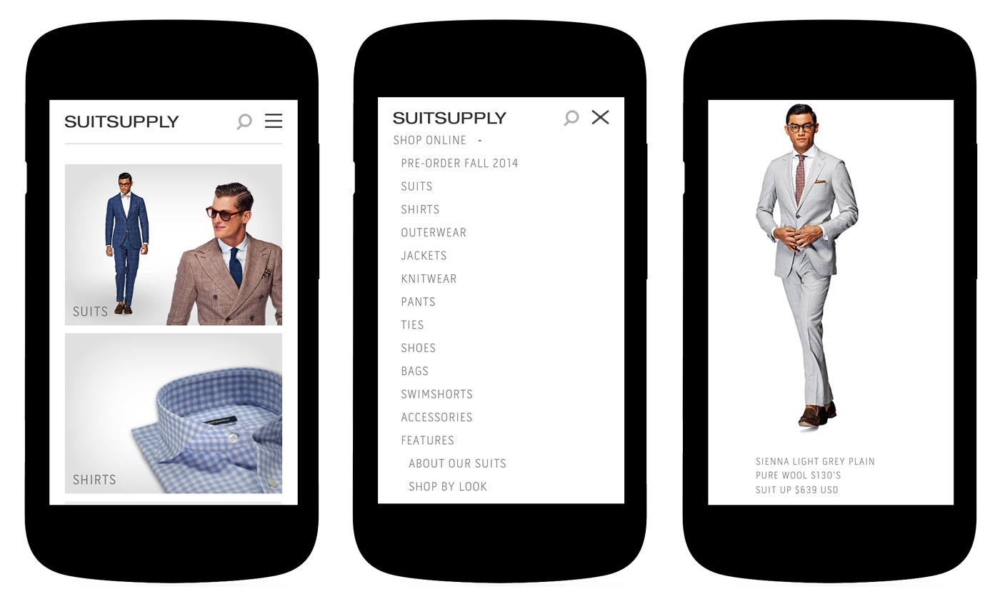 SUITSUPPLY
SUITS
SHIRTS
SUITSUPPLY
SHOP ONLINE -
PRE-ORDER FALL 2014
SUITS
SHIRTS
OUTERWEAR
JACKETS
KNITWEAR
PANTS
TIES
SHOES
BAGS
SWIMSHORTS
ACCESSORIES
FEATURES
ABOUT OUR SUITS
SHOP BY LOOK
SIENNA LIGHT GREY PLAIN
PURE WOOL S130'S
SUIT UP $639 USD